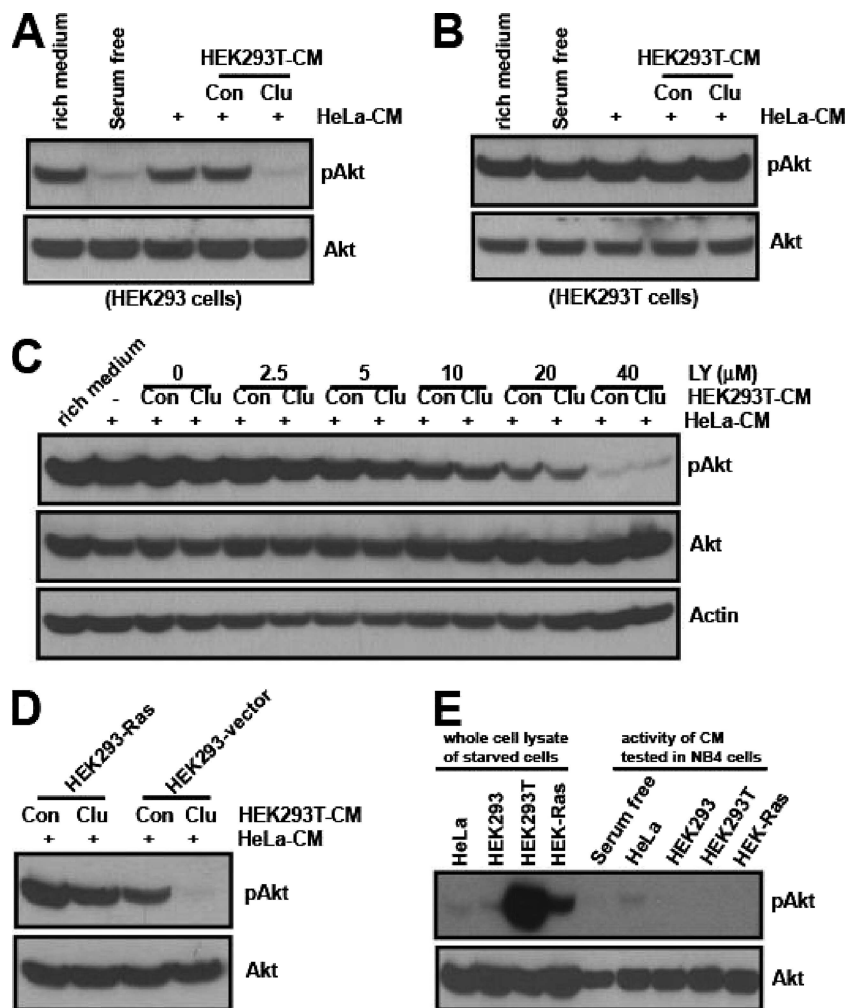 A
rich medium
Serum free
HEK293T-CM
Con Clu
+ + + HeLa-CM
pAkt
Akt
(HEK293 cells)
B
rich medium
Serum free
HEK293T-CM
Con Clu
+ + + HeLa-CM
pAkt
Akt
(HEK293T cells)
C
rich medium
0 2.5 5 10 20 40 LY (µM)
- Con Clu Con Clu Con Clu Con Clu Con Clu Con Clu HEK293T-CM
+ + + + + + + + + + + + + HeLa-CM
pAkt
Akt
Actin
D
HEK293-Ras
HEK293-vector
Con Clu Con Clu HEK293T-CM
+ + + + HeLa-CM
pAkt
Akt
E
whole cell lysate
of starved cells
activity of CM
tested in NB4 cells
HeLa
HEK293
HEK293T
HEK-Ras
Serum free
HeLa
HEK293
HEK293T
HEK-Ras
pAkt
Akt